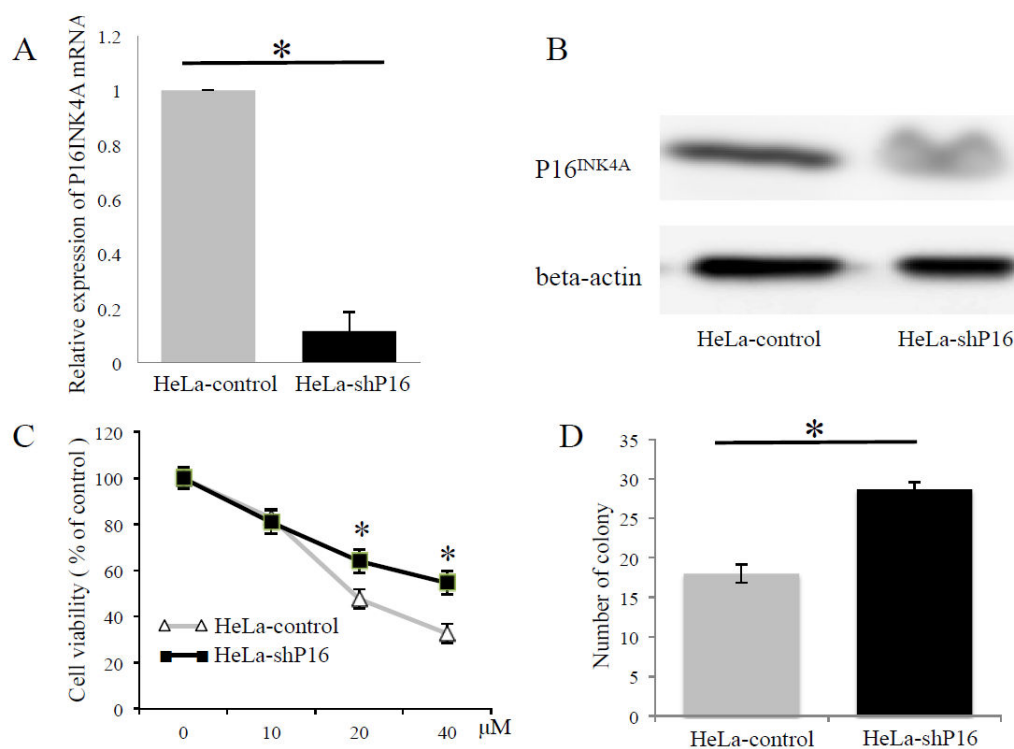 A
Relative expression of P16INK4A mRNA
1.2
1
0.8
0.6
0.4
0.2
0
*
HeLa-control HeLa-shP16
B
P16INK4A
beta-actin
HeLa-control HeLa-shP16
C
Cell viability ( % of control )
120
100
80
60
40
20
0
* *
HeLa-control
HeLa-shP16
0 10 20 40 μM
D
Number of colony
35
30
25
20
15
10
5
0
*
HeLa-control HeLa-shP16